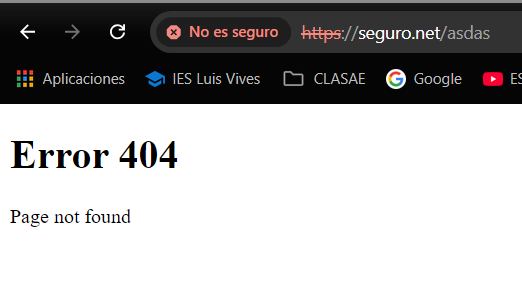 No es seguro https://seguro.net/asdas
Aplicaciones IES Luis Vives CLASAE Google ES
Error 404
Page not found